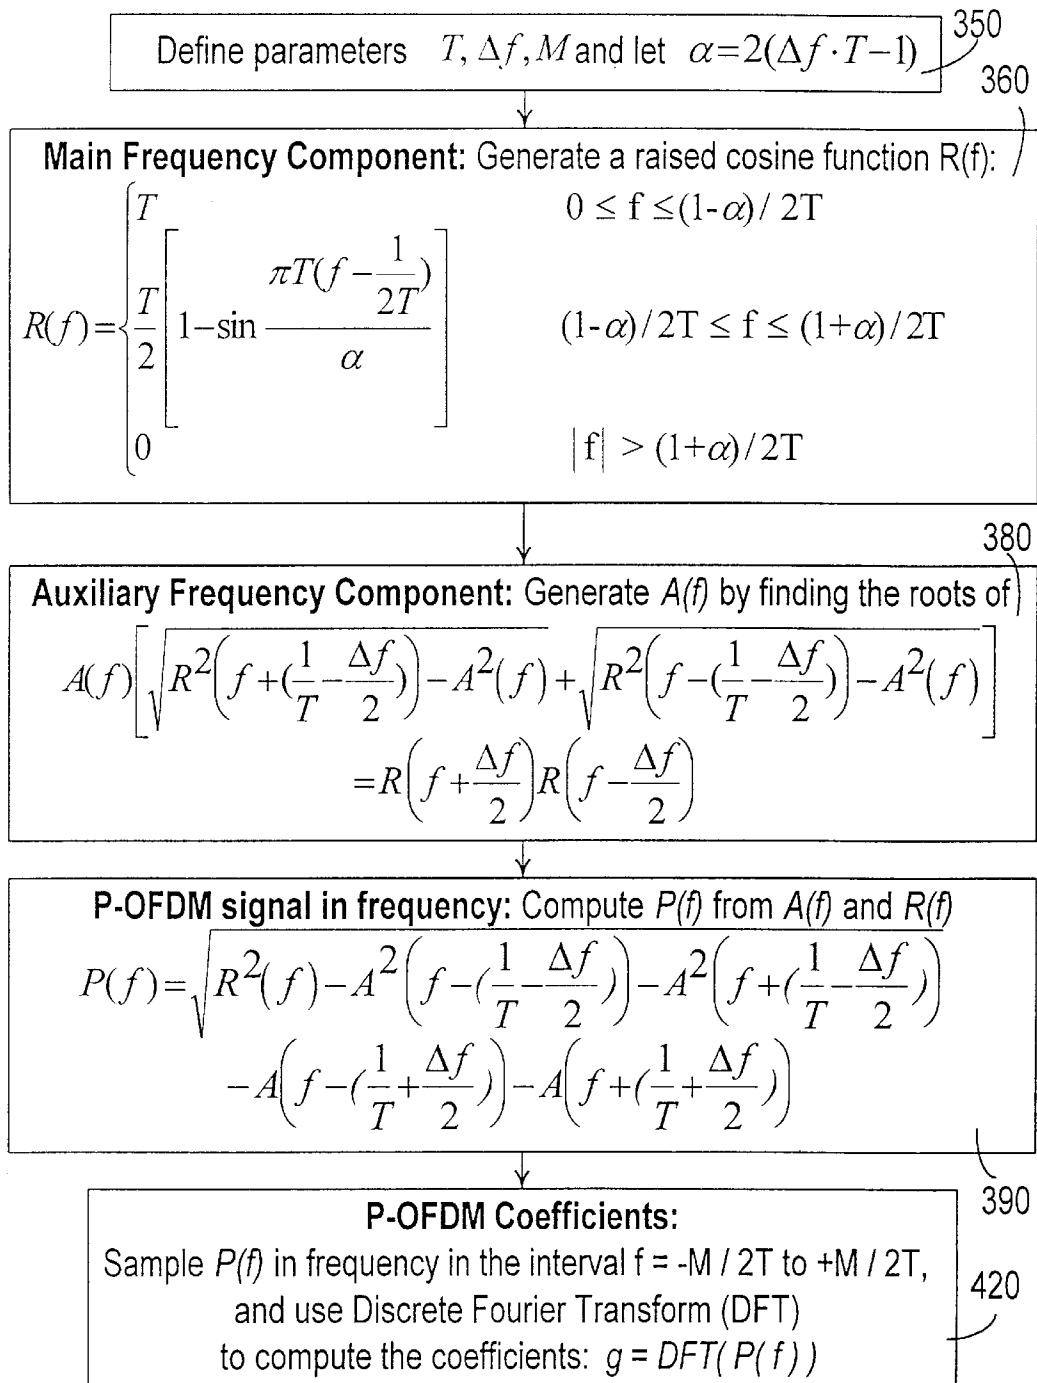 Define parameters T, Δf, M and let α=2(Δf·T−1)
350
360
Main Frequency Component: Generate a raised cosine function R(f):
R(f)={ T 0 ≤ f ≤(1-α)/ 2T
T/2 [1−sin (πT(f−1/2T)/α)] (1-α)/2T ≤ f ≤ (1+α)/2T
0 |f| > (1+α)/2T
380
Auxiliary Frequency Component: Generate A(f) by finding the roots of
A(f)[√(R²(f+(1/T−Δf/2))−A²(f))+√(R²(f−(1/T−Δf/2))−A²(f))]
=R(f+Δf/2)R(f−Δf/2)
P-OFDM signal in frequency: Compute P(f) from A(f) and R(f)
P(f)=√(R²(f)−A²(f−(1/T−Δf/2))−A²(f+(1/T−Δf/2)))
−A(f−(1/T+Δf/2))−A(f+(1/T+Δf/2))
390
P-OFDM Coefficients:
Sample P(f) in frequency in the interval f = -M / 2T to +M / 2T,
and use Discrete Fourier Transform (DFT)
420
to compute the coefficients: g = DFT( P( f ) )